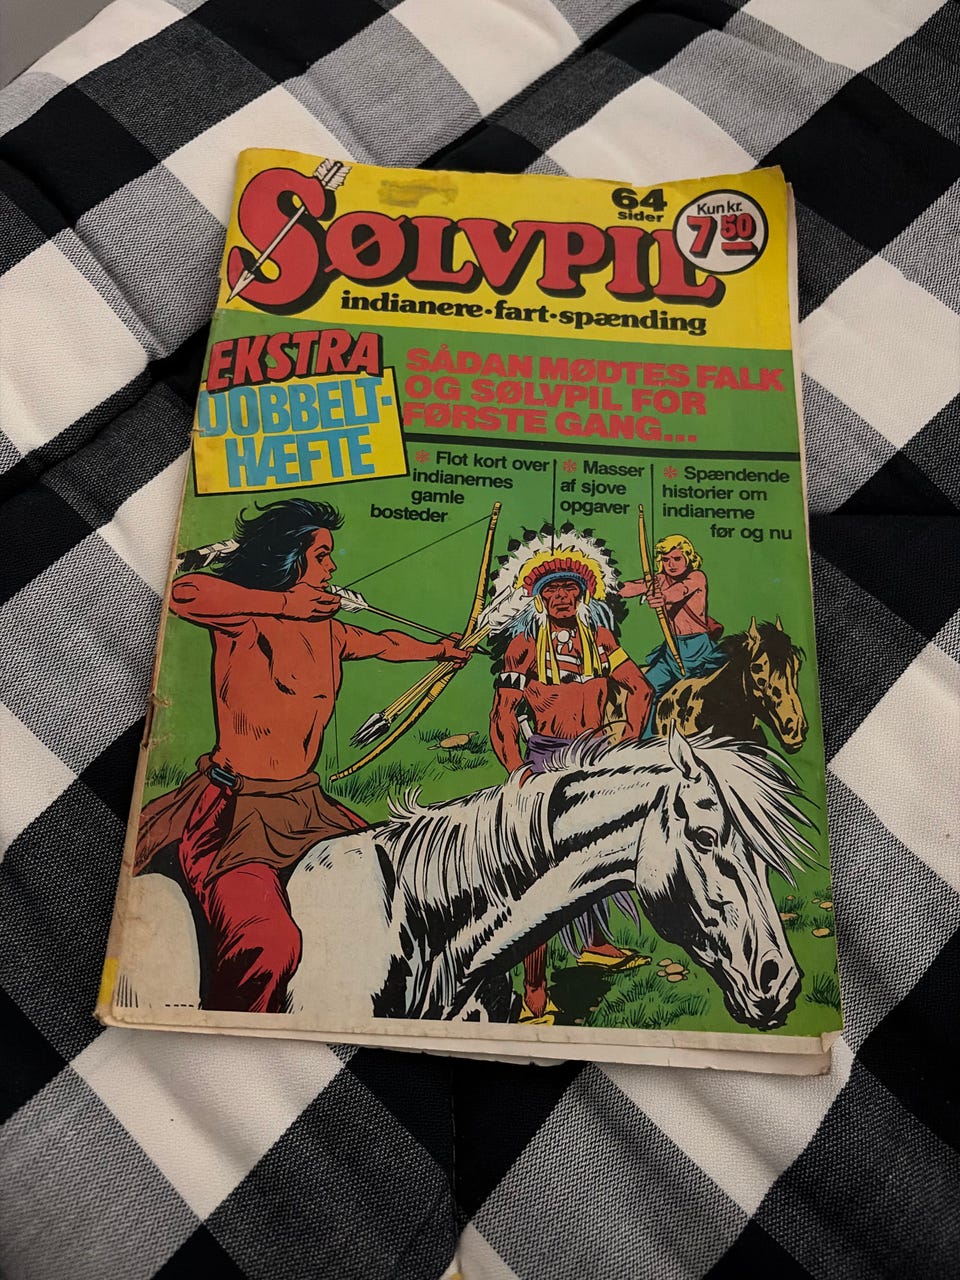 SØLVPIL
64
sider
Kun kr.
7 50
indianere·fart·spænding
EKSTRA
DOBBELT-
HÆFTE
SÅDAN MØDTES FALK
OG SØLVPIL FOR
FØRSTE GANG...
* Flot kort over
indianernes
gamle
bosteder
* Masser
af sjove
opgaver
* Spændende
historier om
indianerne
før og nu